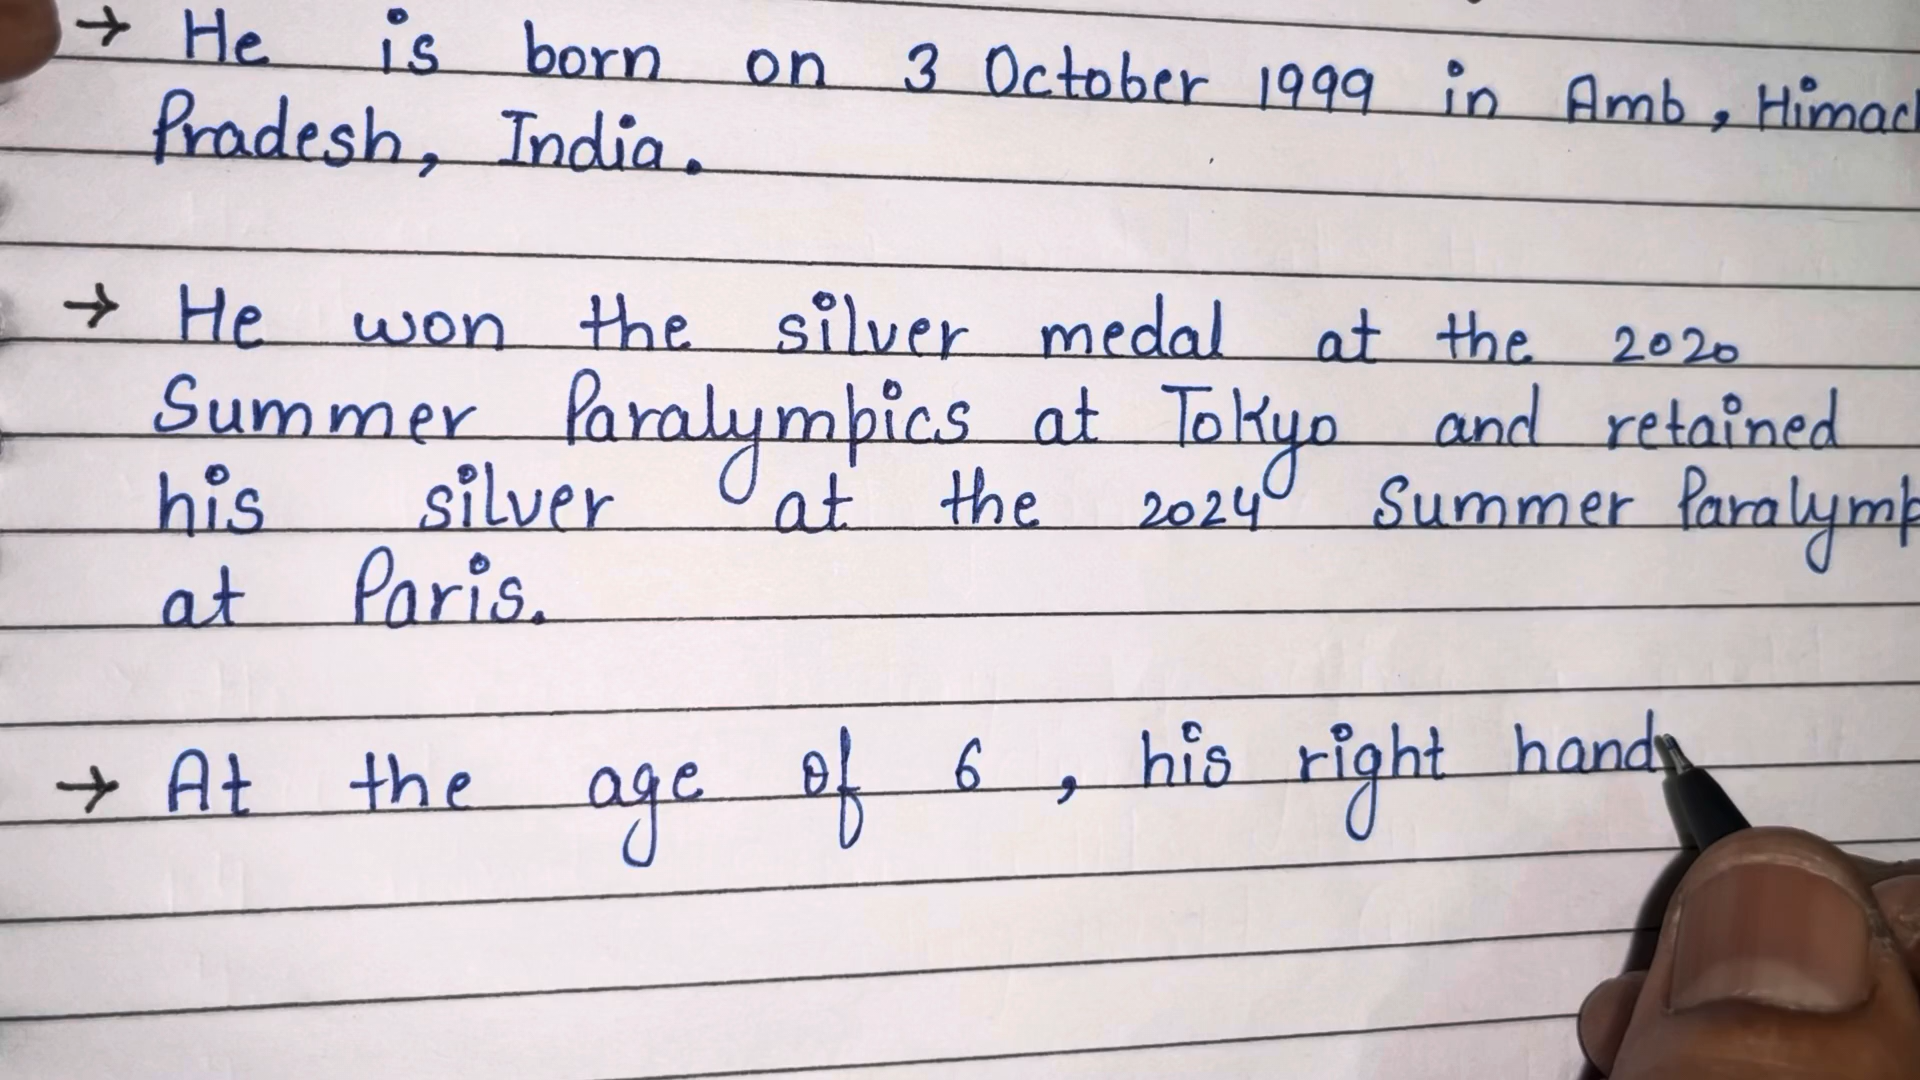 → He is born on 3 October 1999 in Amb, Himach
Pradesh, India.
→ He won the silver medal at the 2020
Summer Paralympics at Tokyo and retained
his silver at the 2024 Summer Paralymp
at Paris.
→ At the age of 6, his right hand